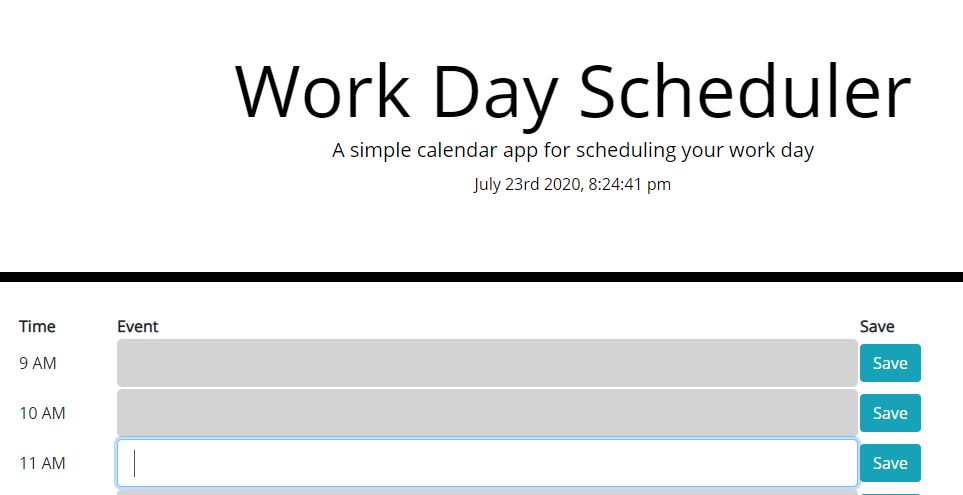 Work Day Scheduler
A simple calendar app for scheduling your work day
July 23rd 2020, 8:24:41 pm
Time Event Save
9 AM Save
10 AM Save
11 AM Save